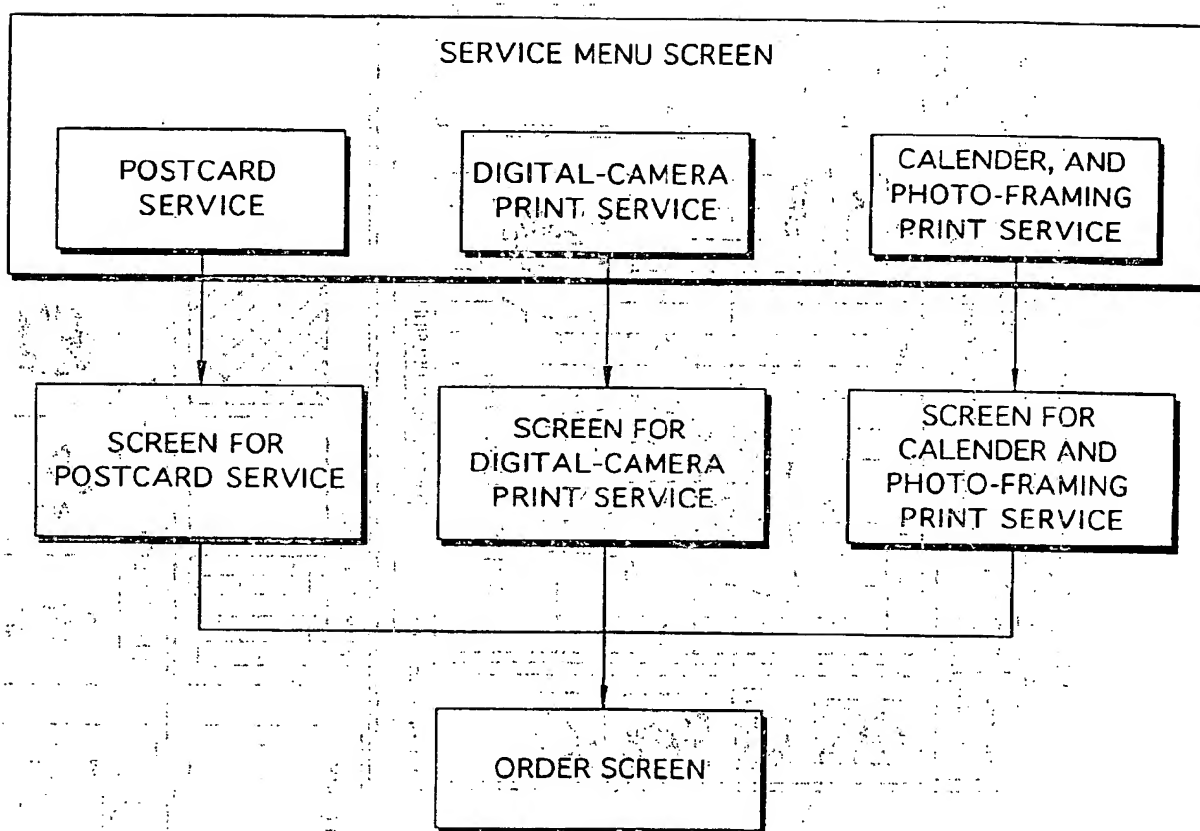 SERVICE MENU SCREEN
POSTCARD
SERVICE
DIGITAL-CAMERA
PRINT SERVICE
CALENDER, AND
PHOTO-FRAMING
PRINT SERVICE
SCREEN FOR
POSTCARD SERVICE
SCREEN FOR
DIGITAL-CAMERA
PRINT SERVICE
SCREEN FOR
CALENDER AND
PHOTO-FRAMING
PRINT SERVICE
ORDER SCREEN